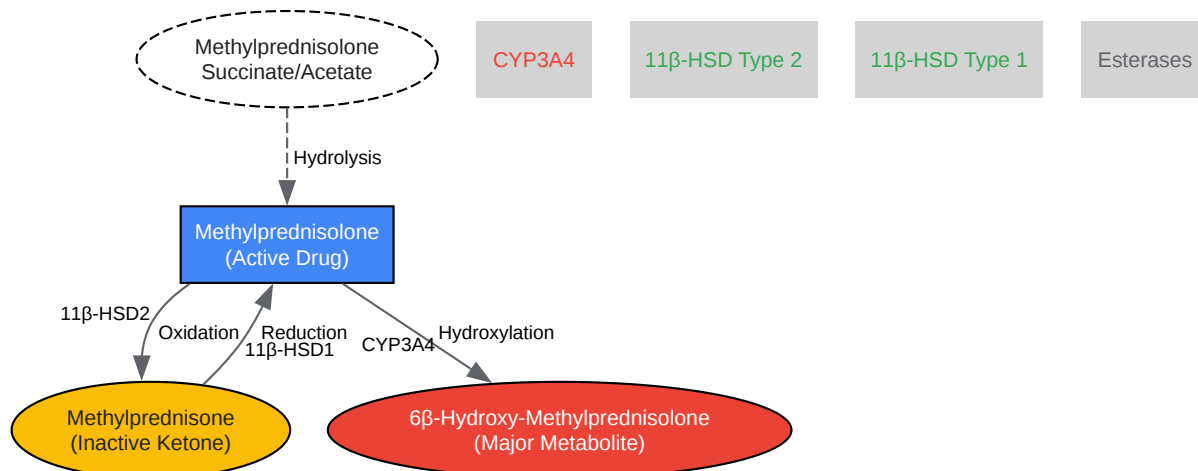 Methylprednisolone
Succinate/Acetate
CYP3A4
11β-HSD Type 2
11β-HSD Type 1
Esterases
Hydrolysis
Methylprednisolone
(Active Drug)
11β-HSD2
Oxidation
Reduction
11β-HSD1
CYP3A4
Hydroxylation
Methylprednisone
(Inactive Ketone)
6β-Hydroxy-Methylprednisolone
(Major Metabolite)